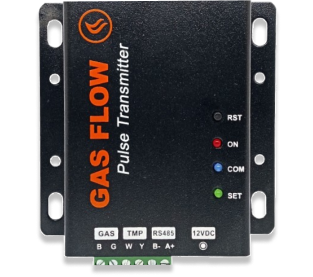 GAS FLOW
Pulse Transmitter
RST
ON
COM
SET
GAS TMP RS485 12VDC
B G W Y B- A+